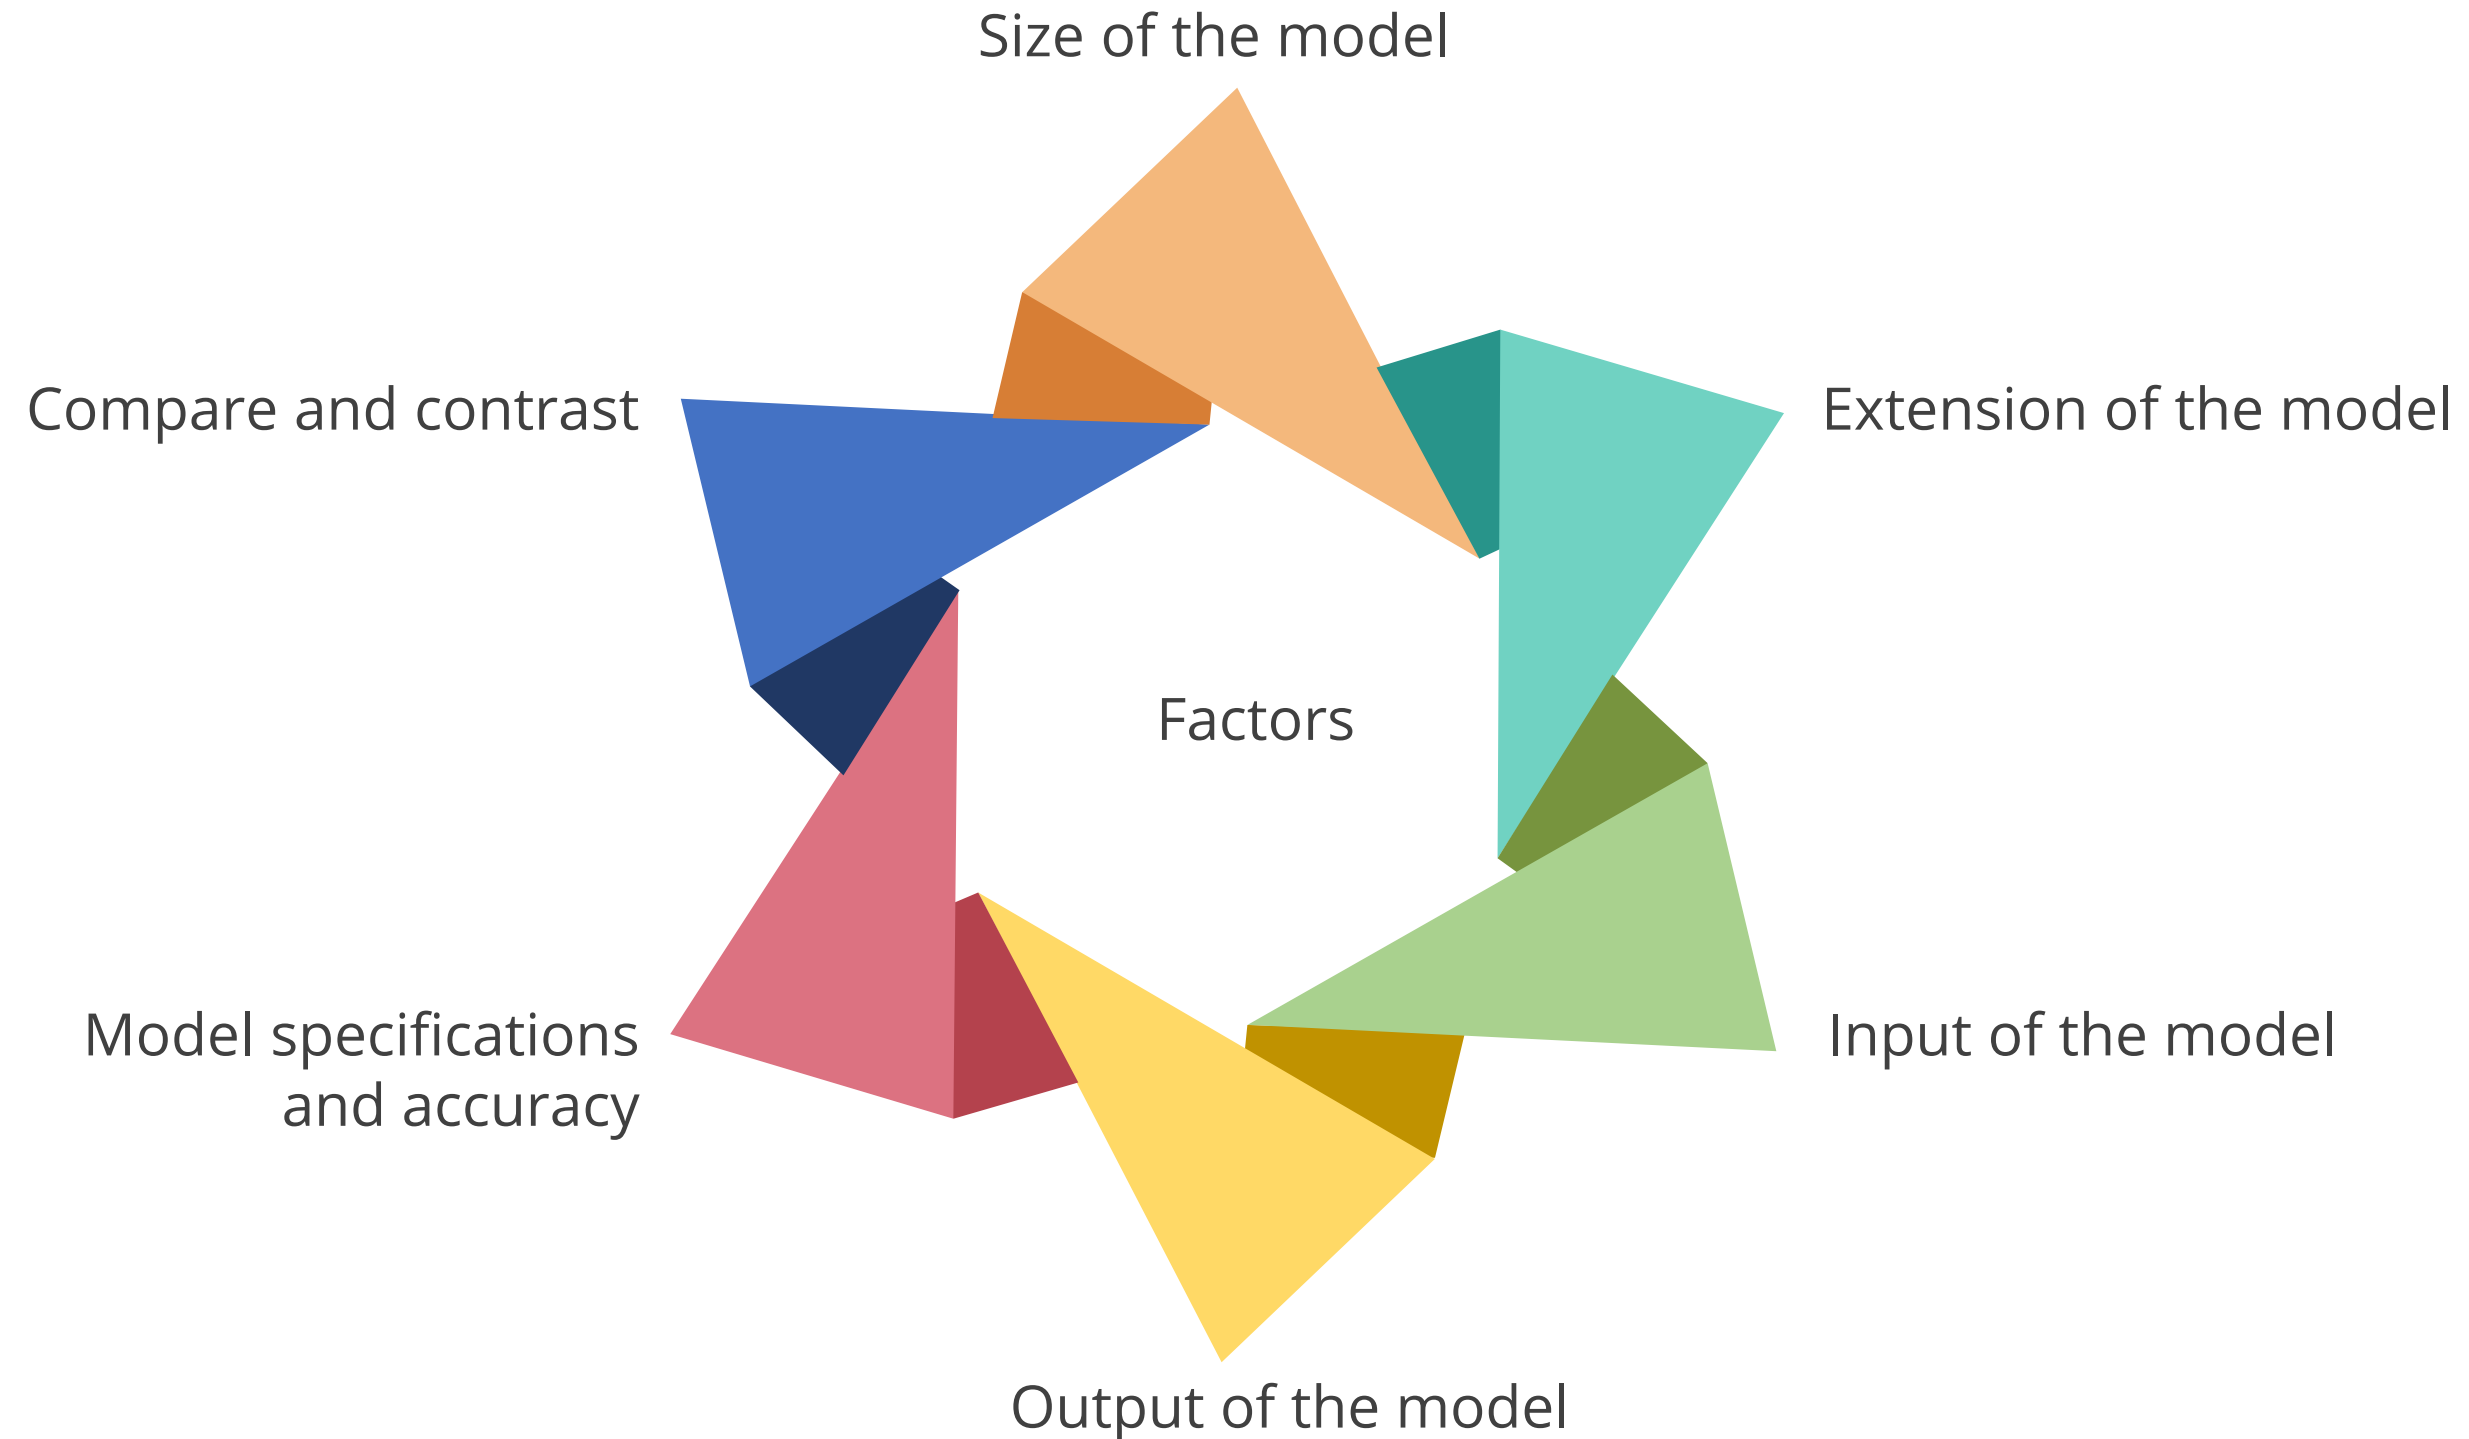 Size of the model
Compare and contrast
Extension of the model
Factors
Model specifications
and accuracy
Input of the model
Output of the model